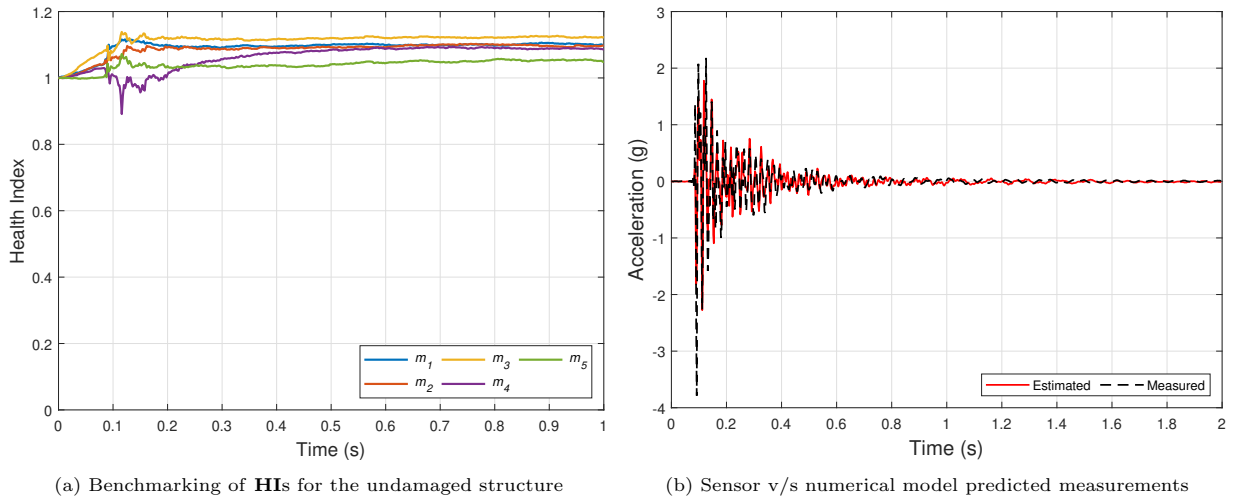 1.2
1
0.8
0.6
0.4
0.2
0
Health Index
0 0.1 0.2 0.3 0.4 0.5 0.6 0.7 0.8 0.9 1
Time (s)
m1 m3 m5
m2 m4
(a) Benchmarking of HIs for the undamaged structure
3
2
1
0
-1
-2
-3
-4
Acceleration (g)
0 0.2 0.4 0.6 0.8 1 1.2 1.4 1.6 1.8 2
Time (s)
Estimated Measured
(b) Sensor v/s numerical model predicted measurements